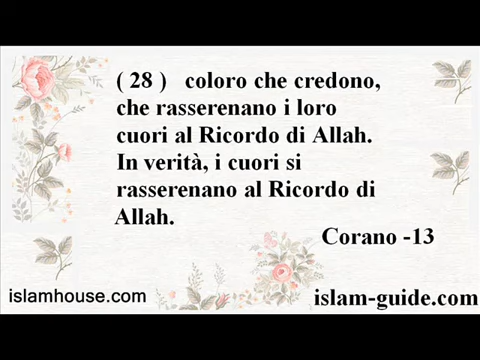 ( 28 ) coloro che credono,
che rasserenano i loro
cuori al Ricordo di Allah.
In verità, i cuori si
rasserenano al Ricordo di
Allah.
Corano -13
islamhouse.com
islam-guide.com